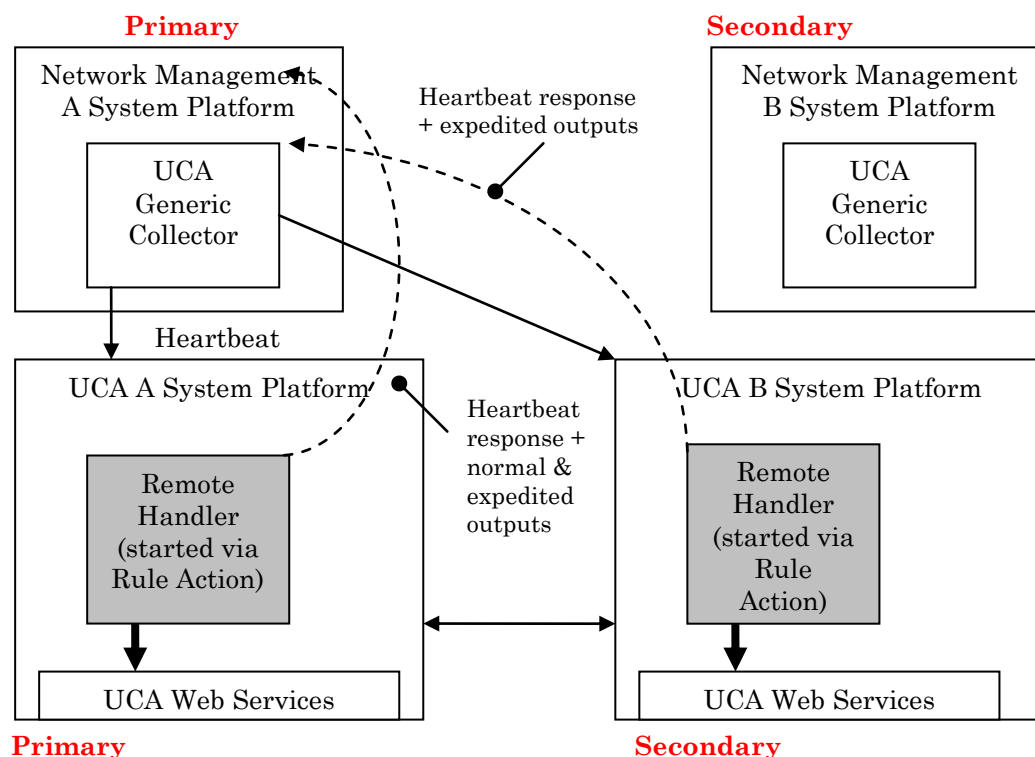 Primary
Secondary
Network Management
A System Platform
UCA
Generic
Collector
Heartbeat response
+ expedited outputs
Network Management
B System Platform
UCA
Generic
Collector
Heartbeat
UCA A System Platform
Heartbeat
response +
normal &
expedited
outputs
UCA B System Platform
Remote
Handler
(started via
Rule Action)
Remote
Handler
(started via
Rule
Action)
UCA Web Services
UCA Web Services
Primary
Secondary